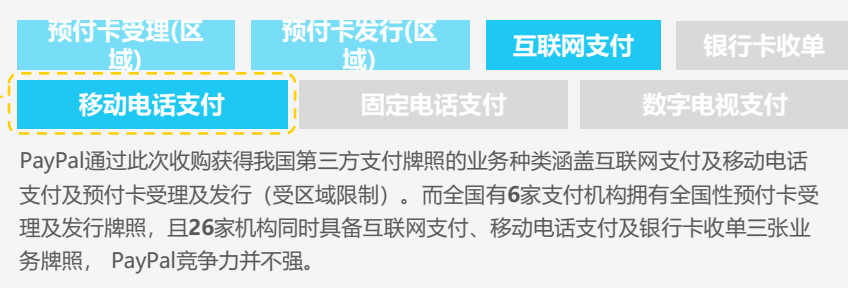 预付卡受理(区
域)
预付卡发行(区
域)
互联网支付
银行卡收单
移动电话支付
固定电话支付
数字电视支付
PayPal通过此次收购获得我国第三方支付牌照的业务种类涵盖互联网支付及移动电话
支付及预付卡受理及发行（受区域限制）。而全国有6家支付机构拥有全国性预付卡受
理及发行牌照，且26家机构同时具备互联网支付、移动电话支付及银行卡收单三张业
务牌照， PayPal竞争力并不强。